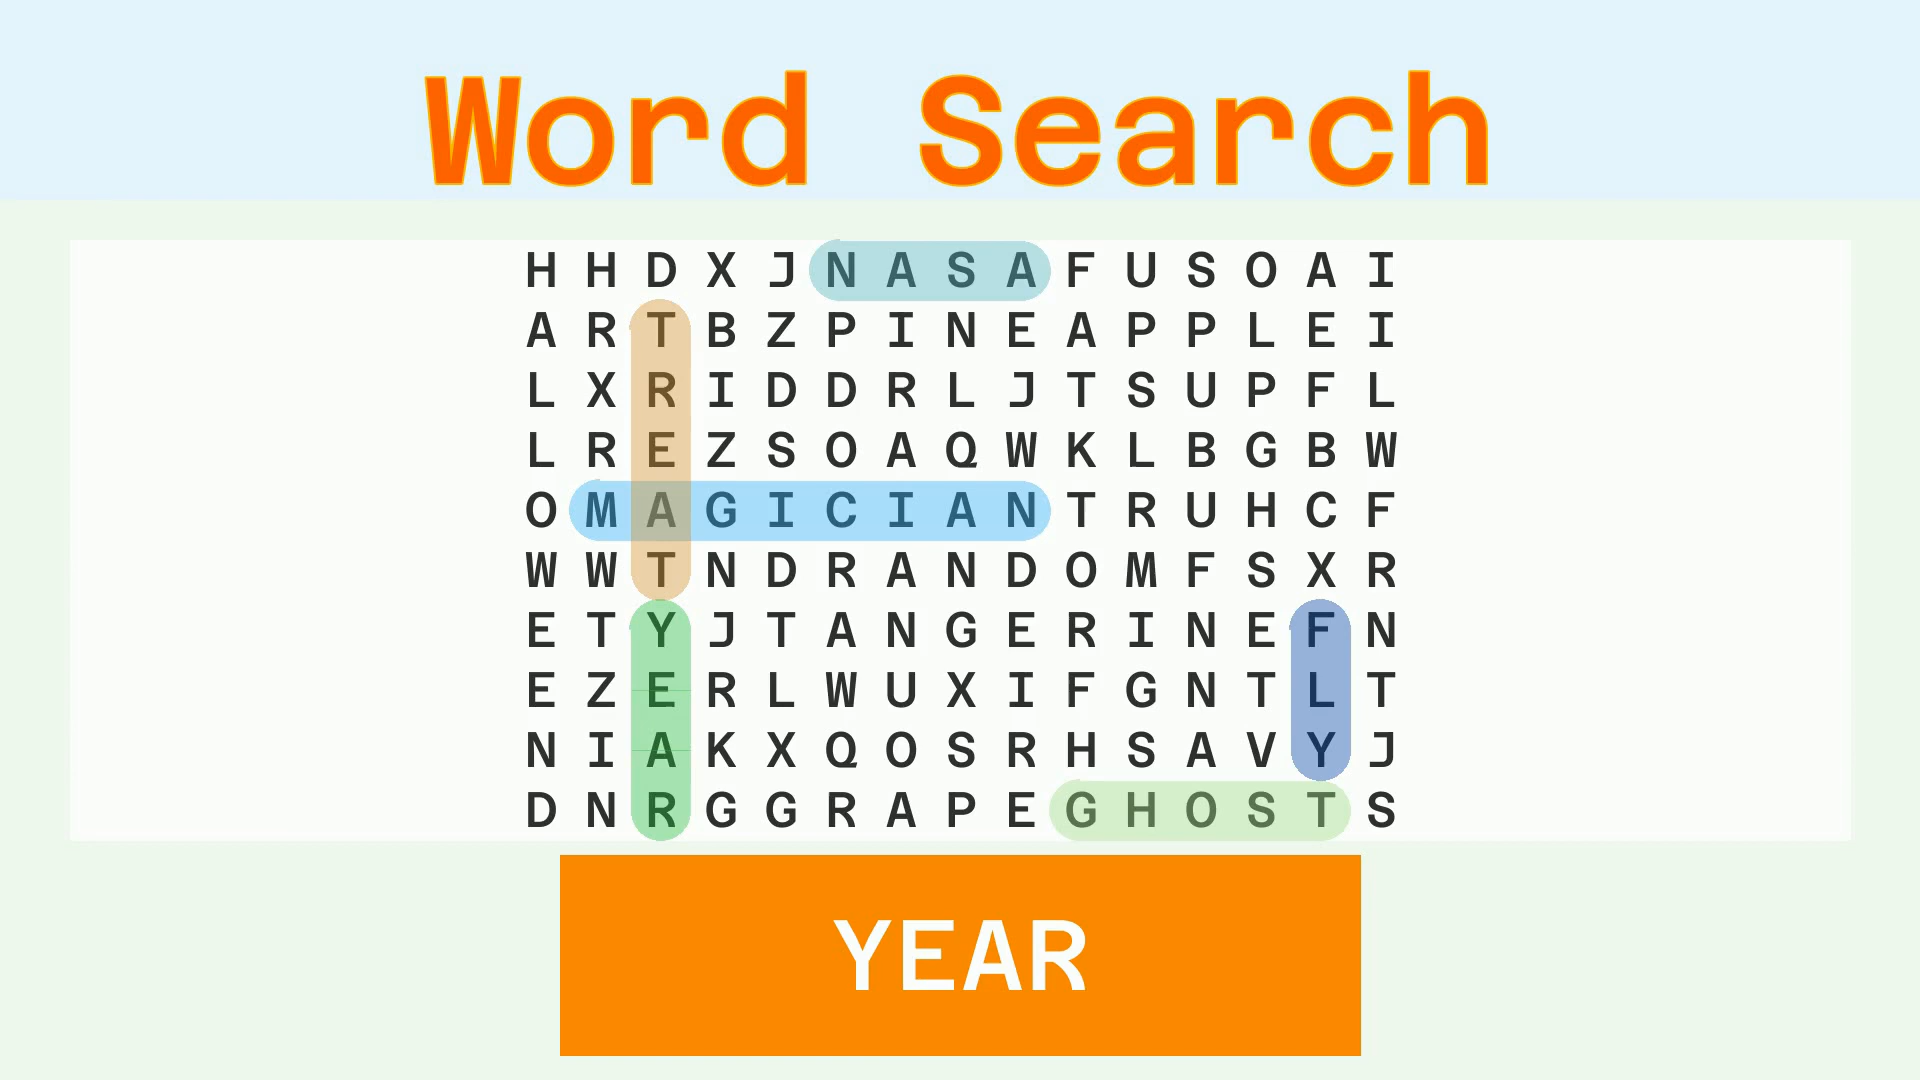 Word Search
H H D X J N A S A F U S O A I
A R T B Z P I N E A P P L E I
L X R I D D R L J T S U P F L
L R E Z S O A Q W K L B G B W
O M A G I C I A N T R U H C F
W W T N D R A N D O M F S X R
E T Y J T A N G E R I N E F N
E Z E R L W U X I F G N T L T
N I A K X Q O S R H S A V Y J
D N R G G R A P E G H O S T S
YEAR